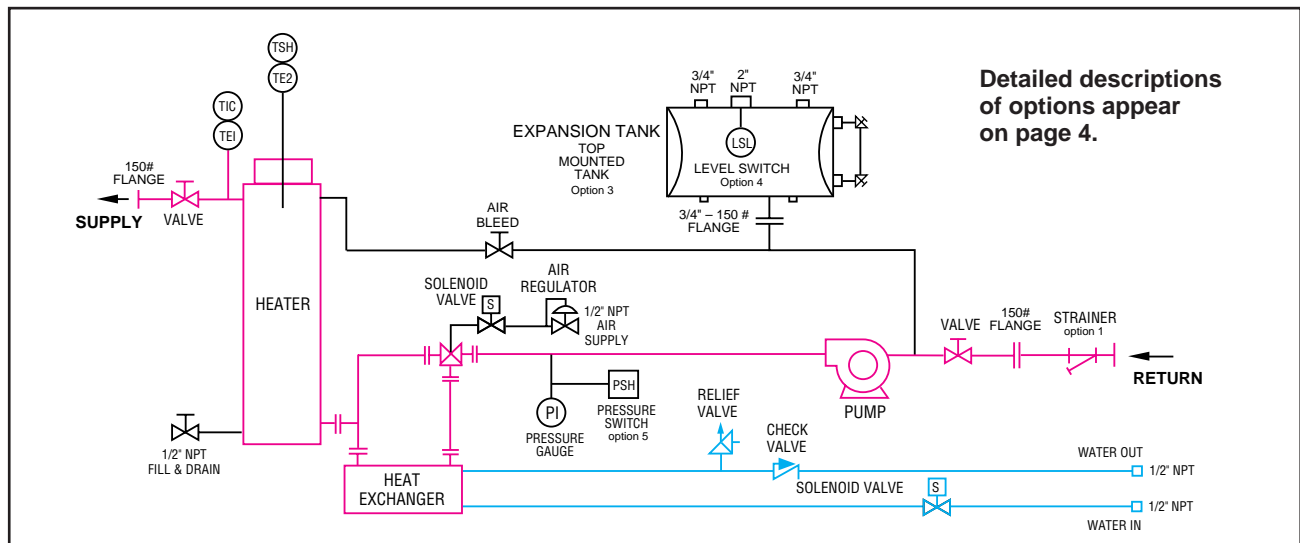 TSH
TE2
TIC
TEI
150#
FLANGE
SUPPLY
VALVE
HEATER
1/2" NPT
FILL & DRAIN
AIR
BLEED
3/4"
NPT
2"
NPT
3/4"
NPT
EXPANSION TANK
TOP
MOUNTED
TANK
Option 3
LSL
LEVEL SWITCH
Option 4
3/4" – 150 #
FLANGE
Detailed descriptions
of options appear
on page 4.
SOLENOID
VALVE
S
AIR
REGULATOR
1/2" NPT
AIR
SUPPLY
PI
PRESSURE
GAUGE
PSH
PRESSURE
SWITCH
option 5
PUMP
VALVE
150#
FLANGE
STRAINER
option 1
RETURN
HEAT
EXCHANGER
RELIEF
VALVE
CHECK
VALVE
WATER OUT
1/2" NPT
SOLENOID VALVE
S
1/2" NPT
WATER IN